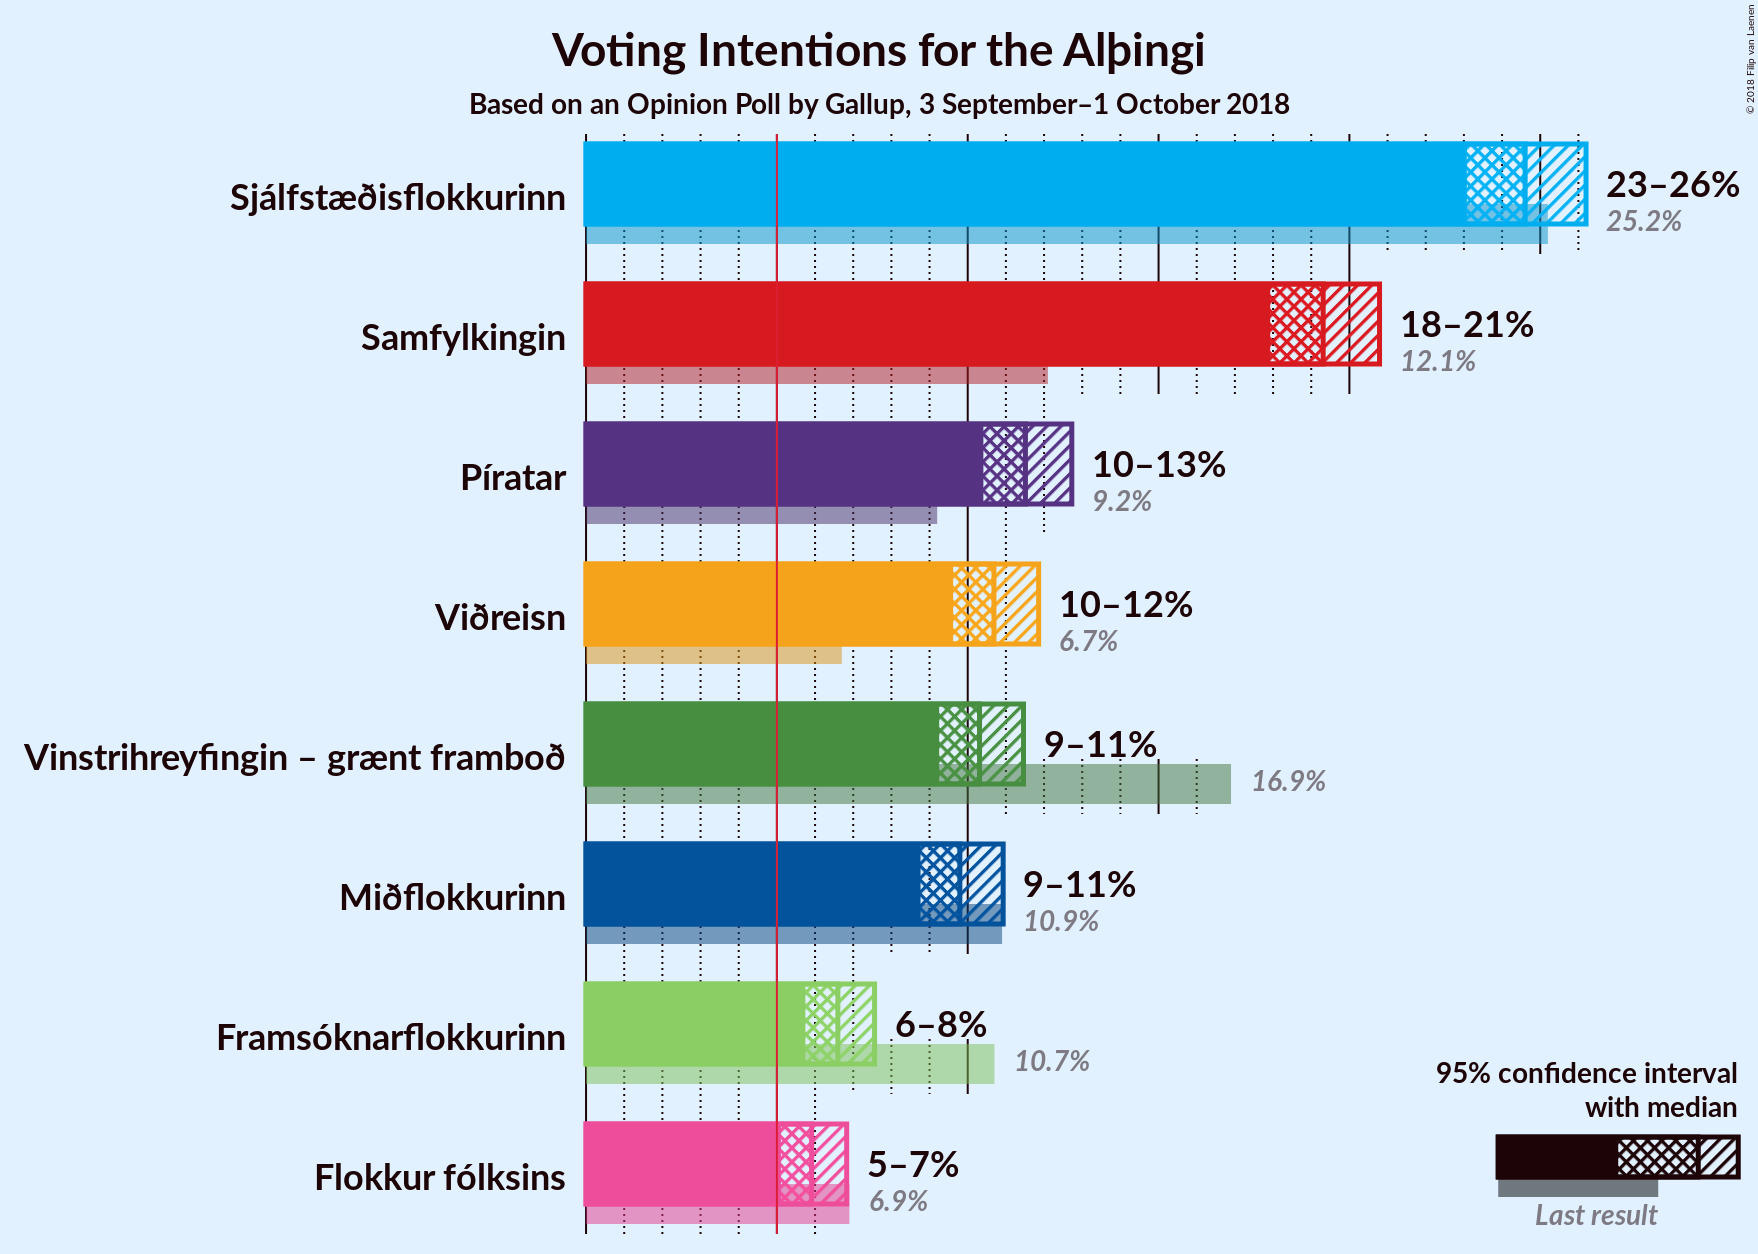 Voting Intentions for the Alþingi
Based on an Opinion Poll by Gallup, 3 September–1 October 2018
© 2018 Filip van Laenen
Sjálfstæðisflokkurinn
23–26%
25.2%
Samfylkingin
18–21%
12.1%
Píratar
10–13%
9.2%
Viðreisn
10–12%
6.7%
Vinstrihreyfingin – grænt framboð
9–11%
16.9%
Miðflokkurinn
9–11%
10.9%
Framsóknarflokkurinn
6–8%
10.7%
Flokkur fólksins
5–7%
6.9%
95% confidence interval
with median
Last result